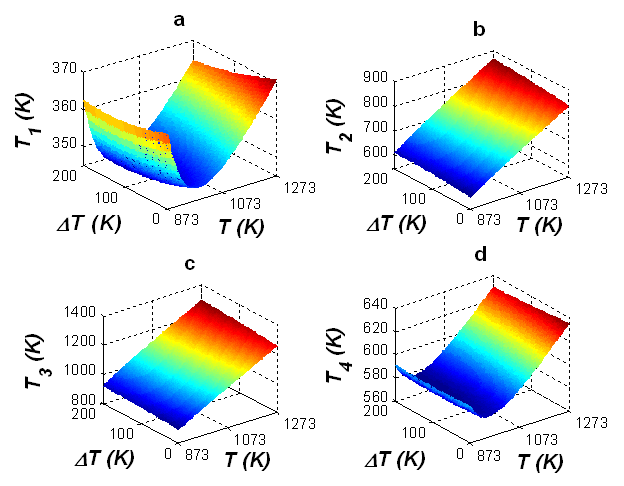 a
T1 (K)
370
360
350
200
100
0
ΔT (K)
873
1073
1273
T (K)
b
T2 (K)
900
800
700
600
200
100
0
ΔT (K)
873
1073
1273
T (K)
c
T3 (K)
1400
1200
1000
800
200
100
0
ΔT (K)
873
1073
1273
T (K)
d
T4 (K)
640
620
600
580
560
200
100
0
ΔT (K)
873
1073
1273
T (K)